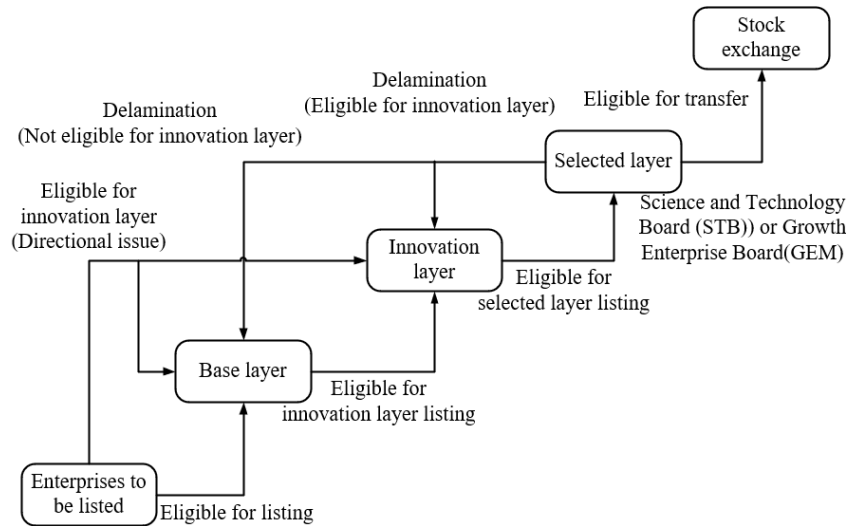 Stock
exchange
Delamination
(Eligible for innovation layer)
Eligible for transfer
Delamination
(Not eligible for innovation layer)
Selected layer
Eligible for
innovation layer
(Directional issue)
Science and Technology
Board (STB)) or Growth
Enterprise Board(GEM)
Innovation
layer
Eligible for
selected layer listing
Base layer
Eligible for
innovation layer listing
Enterprises to
be listed
Eligible for listing